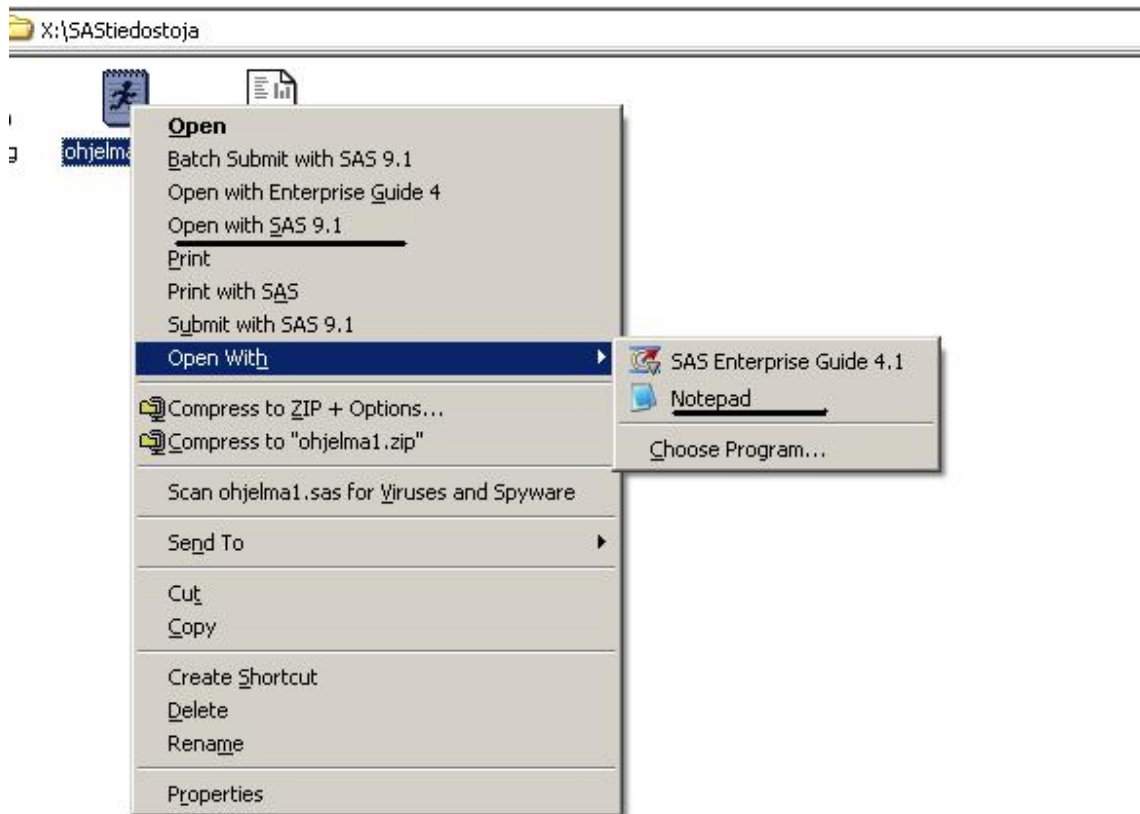 X:\SAStiedostoja
g
ohjelma
Open
Batch Submit with SAS 9.1
Open with Enterprise Guide 4
Open with SAS 9.1
Print
Print with SAS
Submit with SAS 9.1
Open With
SAS Enterprise Guide 4.1
Notepad
Choose Program...
Compress to ZIP + Options...
Compress to "ohjelma1.zip"
Scan ohjelma1.sas for Viruses and Spyware
Send To
Cut
Copy
Create Shortcut
Delete
Rename
Properties